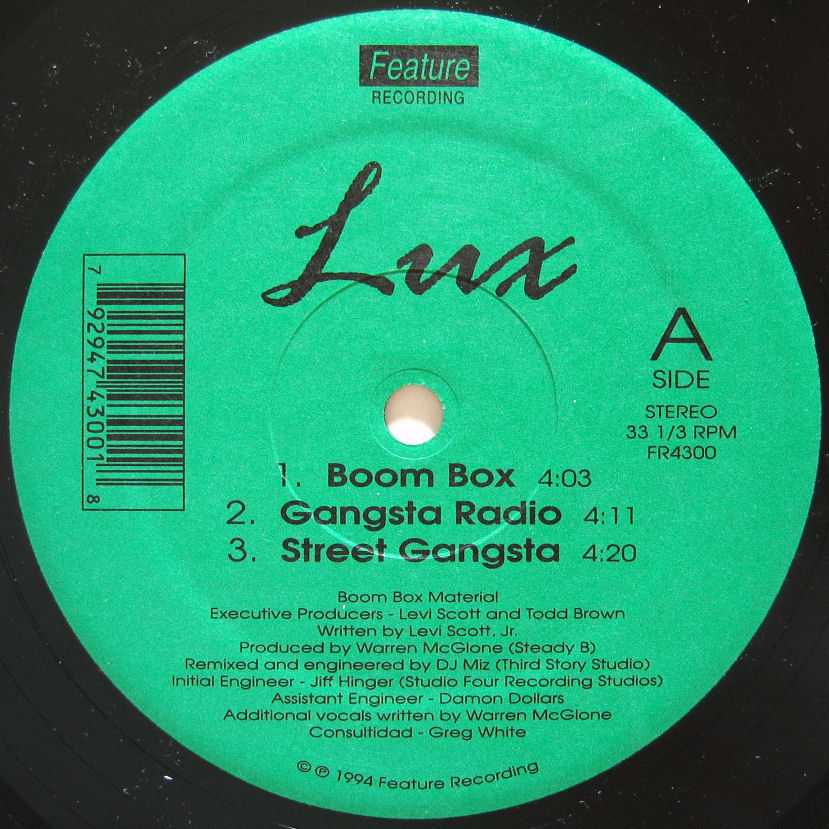 Feature
RECORDING
Lux
7 92947 43001 8
A
SIDE
STEREO
33 1/3 RPM
FR4300
1. Boom Box 4:03
2. Gangsta Radio 4:11
3. Street Gangsta 4:20
Boom Box Material
Executive Producers - Levi Scott and Todd Brown
Written by Levi Scott, Jr.
Produced by Warren McGlone (Steady B)
Remixed and engineered by DJ Miz (Third Story Studio)
Initial Engineer - Jiff Hinger (Studio Four Recording Studios)
Assistant Engineer - Damon Dollars
Additional vocals written by Warren McGlone
Consultidad - Greg White
© ℗ 1994 Feature Recording